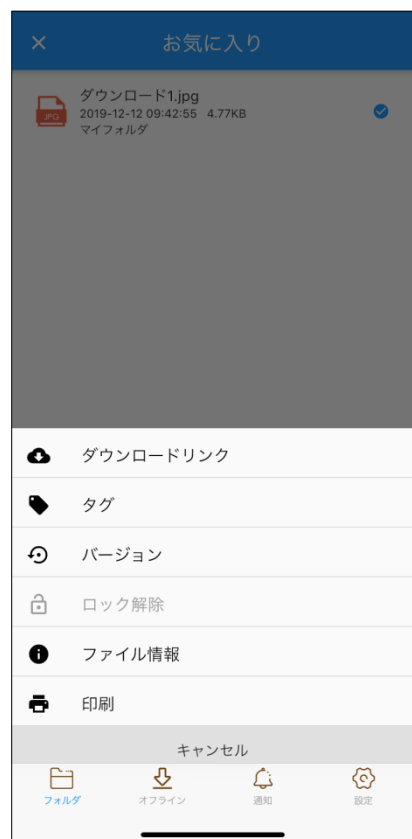 お気に入り
ダウンロード1.jpg
2019-12-12 09:42:55 4.77KB
マイフォルダ
JPG
ダウンロードリンク
タグ
バージョン
ロック解除
ファイル情報
印刷
キャンセル
フォルダ オフライン 通知 設定